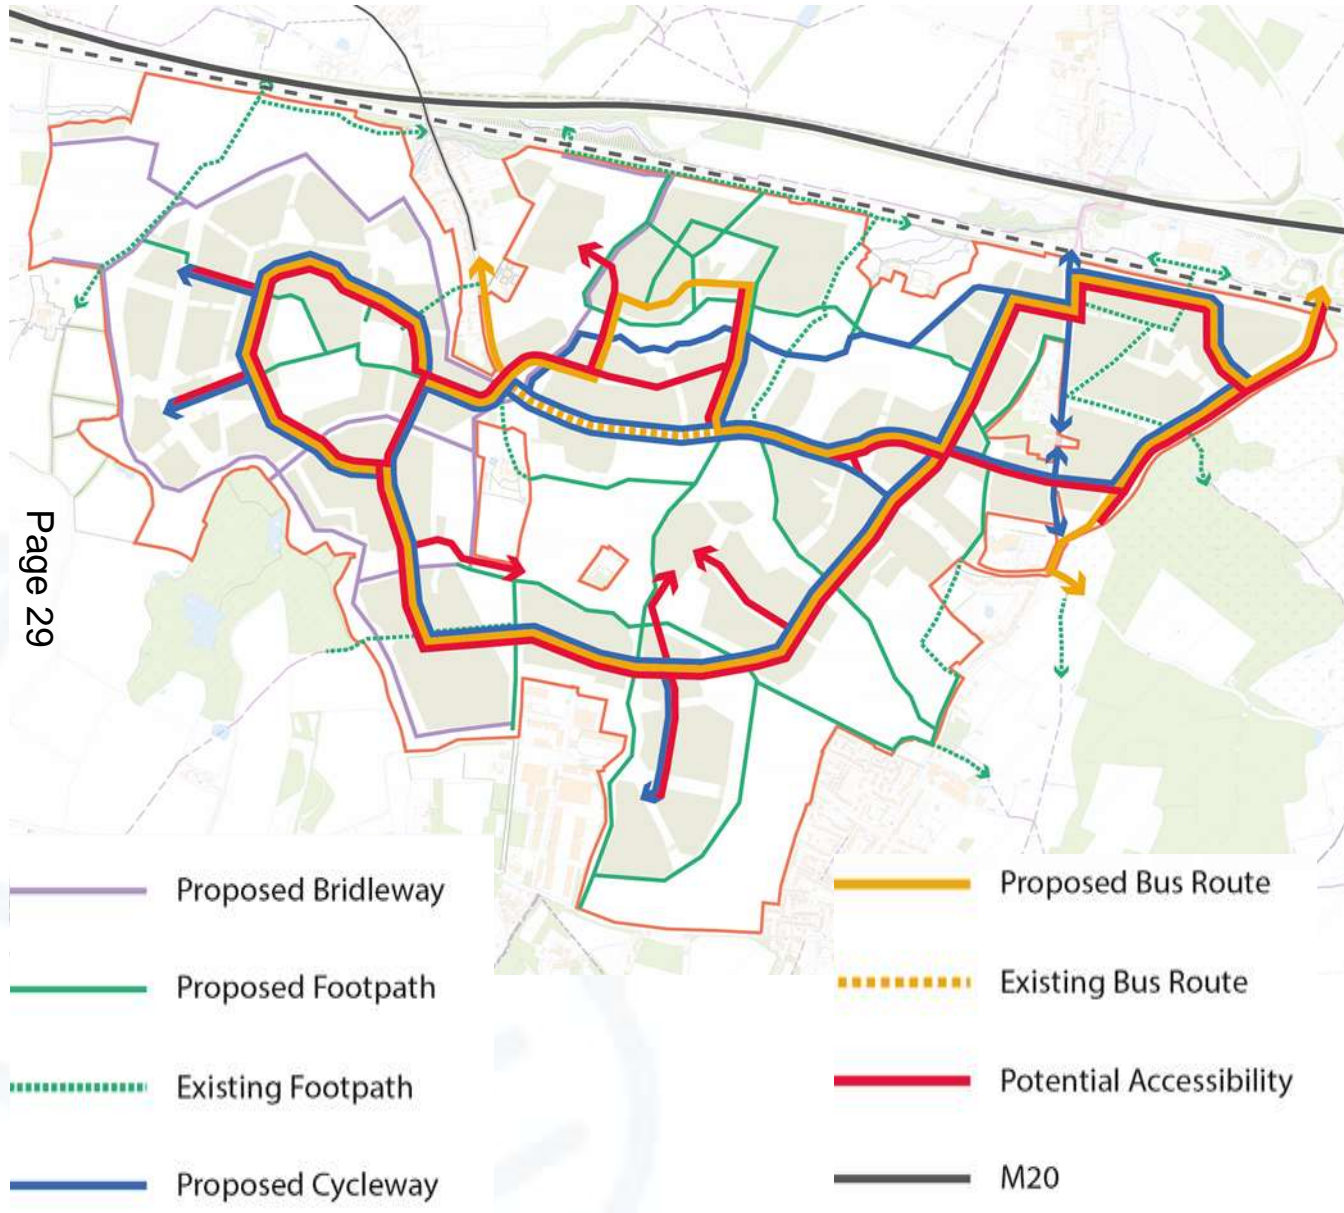 Page 29
Proposed Bridleway
Proposed Footpath
Existing Footpath
Proposed Cycleway
Proposed Bus Route
Existing Bus Route
Potential Accessibility
M20